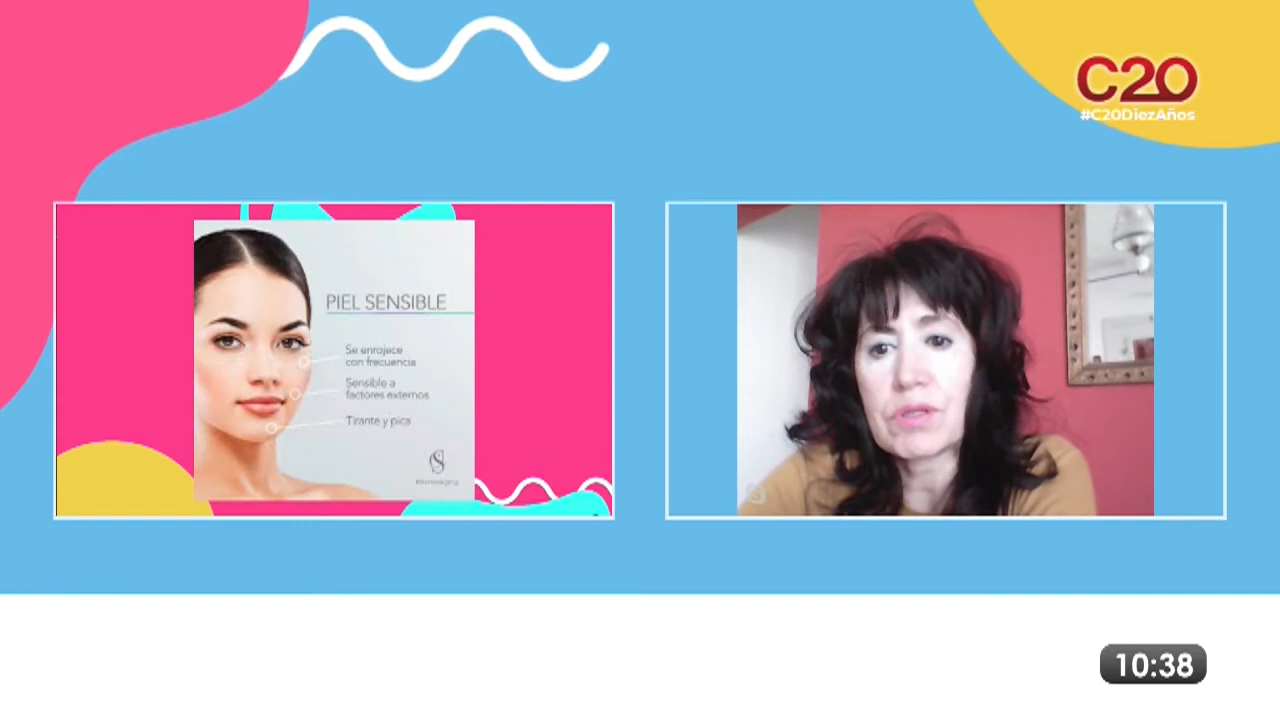 C20
#C20DiezAños
PIEL SENSIBLE
Se enrojece
con frecuencia
Sensible a
factores externos
Tirante y pica
10:38